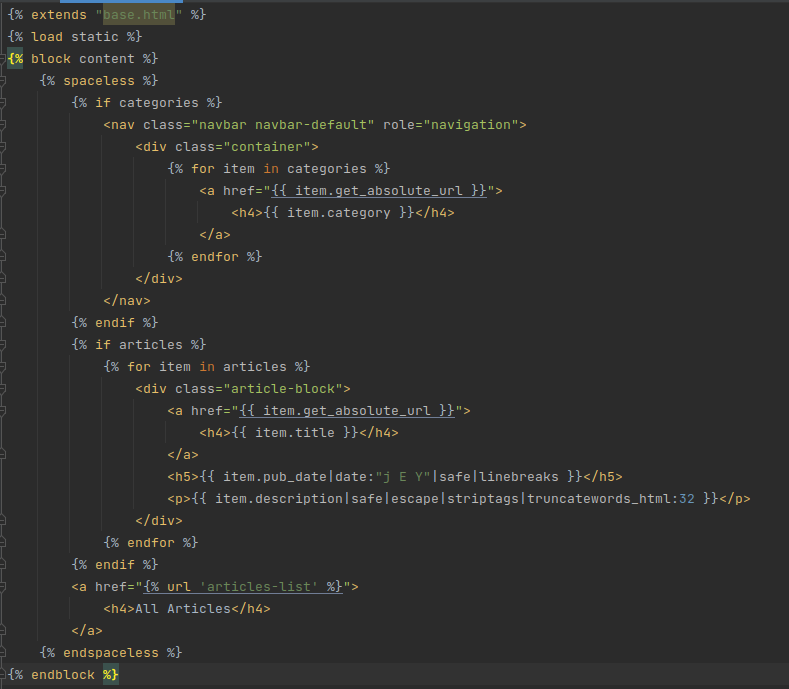 {% extends "base.html" %}
{% load static %}
{% block content %}
    {% spaceless %}
        {% if categories %}
            <nav class="navbar navbar-default" role="navigation">
                <div class="container">
                    {% for item in categories %}
                        <a href="{{ item.get_absolute_url }}">
                            <h4>{{ item.category }}</h4>
                        </a>
                    {% endfor %}
                </div>
            </nav>
        {% endif %}
        {% if articles %}
            {% for item in articles %}
                <div class="article-block">
                    <a href="{{ item.get_absolute_url }}">
                        <h4>{{ item.title }}</h4>
                    </a>
                    <h5>{{ item.pub_date|date:"j E Y"|safe|linebreaks }}</h5>
                    <p>{{ item.description|safe|escape|striptags|truncatewords_html:32 }}</p>
                </div>
            {% endfor %}
        {% endif %}
        <a href="{% url 'articles-list' %}">
            <h4>All Articles</h4>
        </a>
    {% endspaceless %}
{% endblock %}